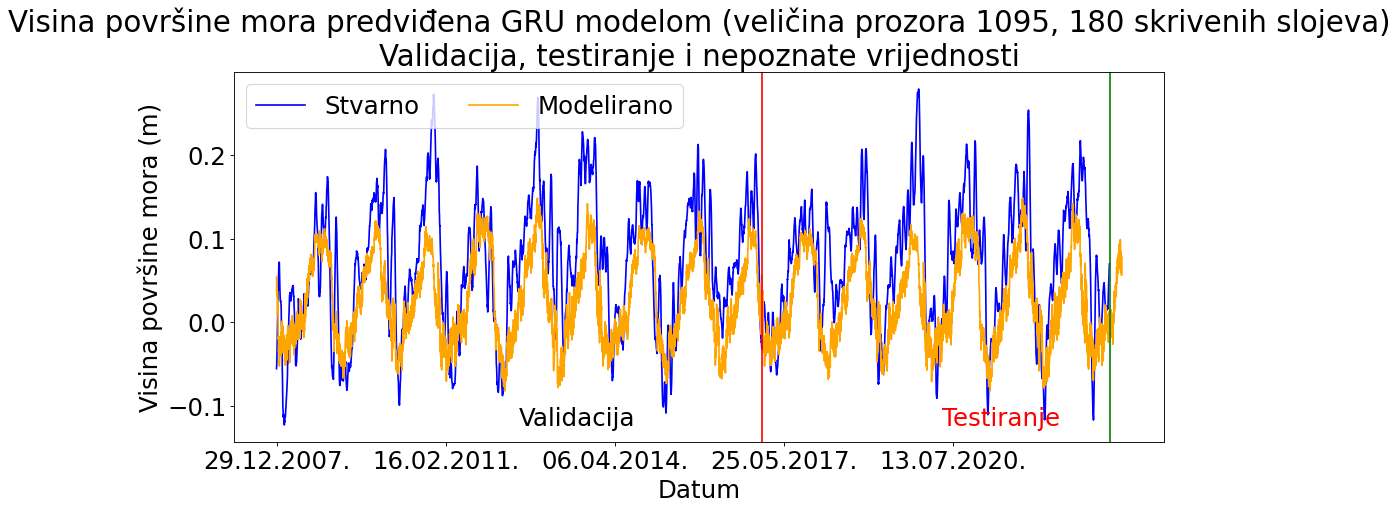 Visina površine mora predviđena GRU modelom (veličina prozora 1095, 180 skrivenih slojeva)
Validacija, testiranje i nepoznate vrijednosti
Stvarno
Modelirano
Visina površine mora (m)
0.2
0.1
0.0
−0.1
Validacija
Testiranje
29.12.2007.
16.02.2011.
06.04.2014.
25.05.2017.
13.07.2020.
Datum